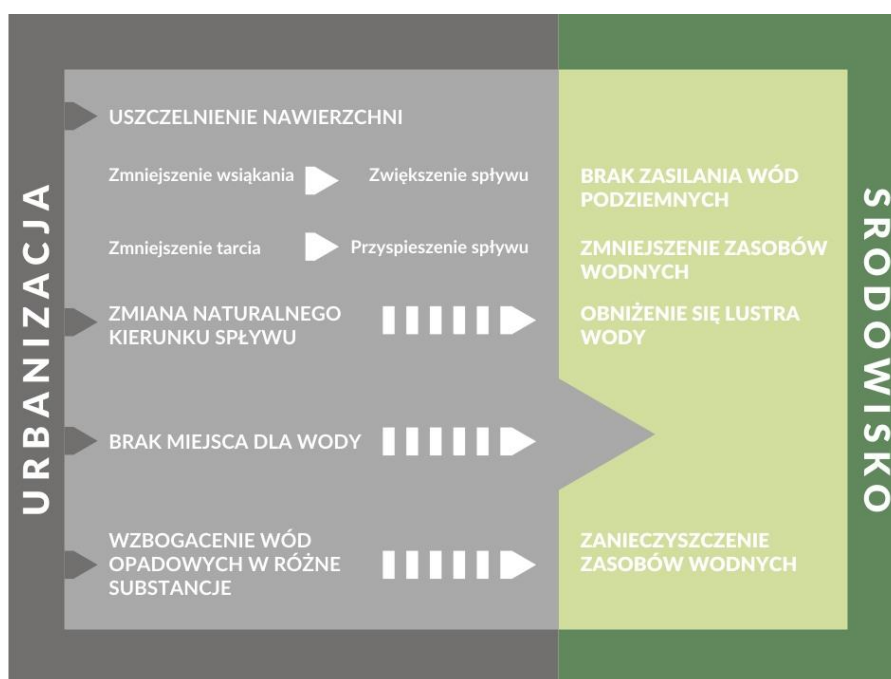 URBANIZACJA
USZCZELNIENIE NAWIERZCHNI
Zmniejszenie wsiąkania
Zwiększenie spływu
Zmniejszenie tarcia
Przyspieszenie spływu
ZMIANA NATURALNEGO
KIERUNKU SPŁYWU
BRAK MIEJSCA DLA WODY
WZBOGACENIE WÓD
OPADOWYCH W RÓŻNE
SUBSTANCJE
BRAK ZASILANIA WÓD
PODZIEMNYCH
ZMNIEJSZENIE ZASOBÓW
WODNYCH
OBNIŻENIE SIĘ LUSTRA
WODY
ZANIECZYSZCZENIE
ZASOBÓW WODNYCH
SRODOWISKO